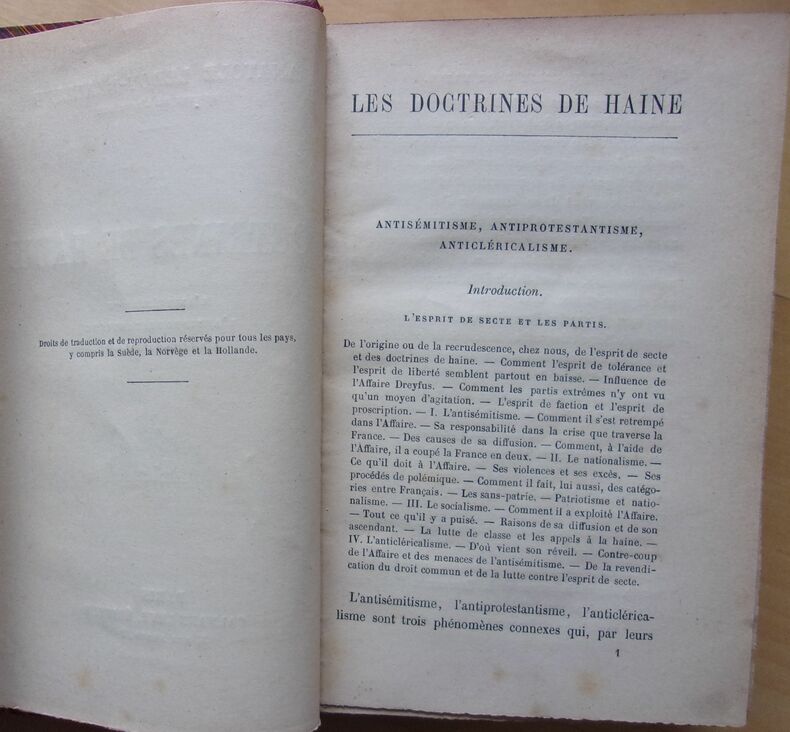 Droits de traduction et de reproduction réservés pour tous les pays,
y compris la Suède, la Norvège et la Hollande.
LES DOCTRINES DE HAINE
ANTISÉMITISME, ANTIPROTESTANTISME,
ANTICLÉRICALISME.
Introduction.
L'ESPRIT DE SECTE ET LES PARTIS.
De l'origine ou de la recrudescence, chez nous, de l'esprit de secte
et des doctrines de haine. — Comment l'esprit de tolérance et
l'esprit de liberté semblent partout en baisse. — Influence de
l'Affaire Dreyfus. — Comment les partis extrêmes n'y ont vu
qu'un moyen d'agitation. — L'esprit de faction et l'esprit de
proscription. — I. L'antisémitisme. — Comment il s'est retrempé
dans l'Affaire. — Sa responsabilité dans la crise que traverse la
France. — Des causes de sa diffusion. — Comment, à l'aide de
l'Affaire, il a coupé la France en deux. — II. Le nationalisme. —
Ce qu'il doit à l'Affaire. — Ses violences et ses excès. — Ses
procédés de polémique. — Comment il fait, lui aussi, des catégo-
ries entre Français. — Les sans-patrie. — Patriotisme et natio-
nalisme. — III. Le socialisme. — Comment il a exploité l'Affaire.
— Tout ce qu'il y a puisé. — Raisons de sa diffusion et de son
ascendant. — La lutte de classe et les appels à la haine. —
IV. L'anticléricalisme. — D'où vient son réveil. — Contre-coup
de l'Affaire et des menaces de l'antisémitisme. — De la revendi-
cation du droit commun et de la lutte contre l'esprit de secte.
L'antisémitisme, l'antiprotestantisme, l'anticlérica-
lisme sont trois phénomènes connexes qui, par leurs
1